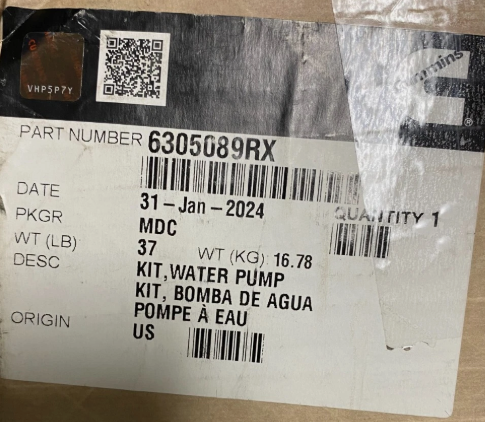 VHP5P7Y
PART NUMBER 6305089RX
DATE 31-Jan-2024 QUANTITY 1
PKGR MDC
WT (LB) 37 WT (KG) 16.78
DESC KIT,WATER PUMP
KIT, BOMBA DE AGUA
POMPE À EAU
ORIGIN US